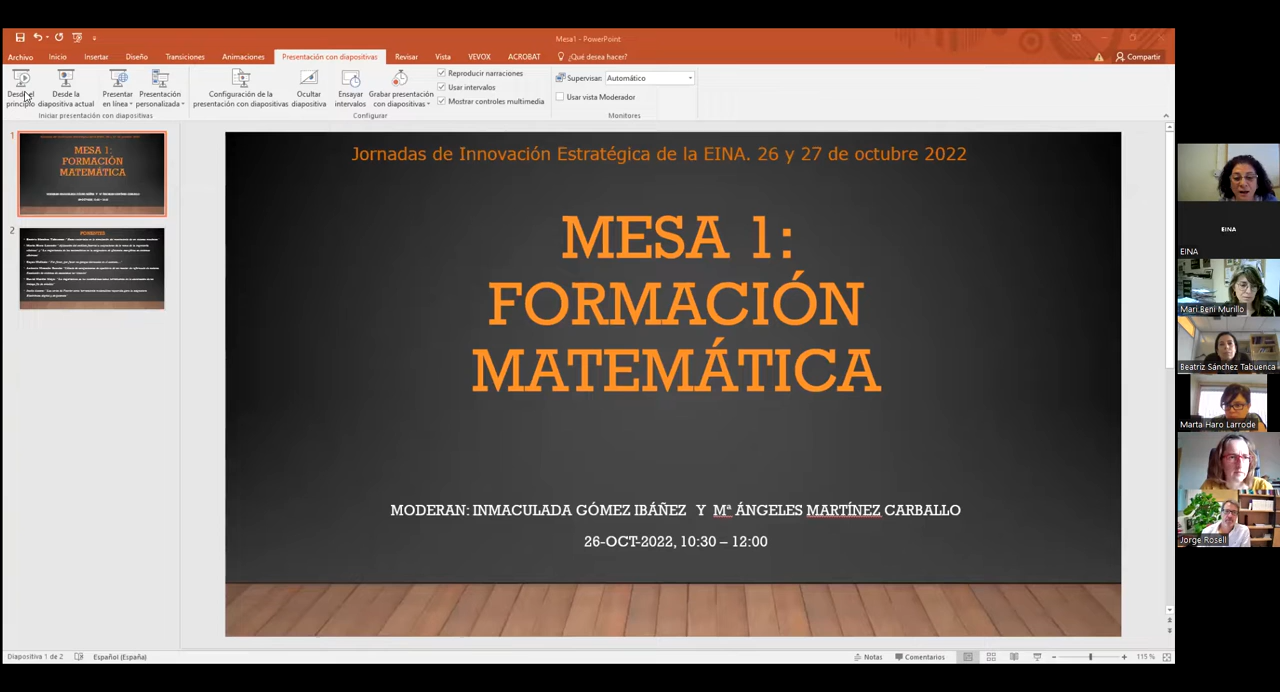 Mesa1 - PowerPoint
Archivo Inicio Insertar Diseño Transiciones Animaciones Presentación con diapositivas Revisar Vista VEVOX ACROBAT ¿Qué desea hacer? Compartir
Desde el principio
Desde la diapositiva actual
Presentar en línea
Presentación personalizada
Iniciar presentación con diapositivas
Configuración de la presentación con diapositivas
Ocultar diapositiva
Ensayar intervalos
Grabar presentación con diapositivas
Reproducir narraciones
Usar intervalos
Mostrar controles multimedia
Configurar
Supervisar: Automático
Usar vista Moderador
Monitores
1
MESA 1:
FORMACIÓN
MATEMÁTICA
2
PONENTES
Jornadas de Innovación Estratégica de la EINA. 26 y 27 de octubre 2022
MESA 1:
FORMACIÓN
MATEMÁTICA
MODERAN: INMACULADA GÓMEZ IBÁÑEZ Y Mª ÁNGELES MARTÍNEZ CARBALLO
26-OCT-2022, 10:30 – 12:00
EINA
EINA
Mari.Beni Murillo
Beatriz Sánchez Tabuenca
Marta Haro Larrode
Jorge Rosell
Diapositiva 1 de 2 Español (España) Notas Comentarios 115 %